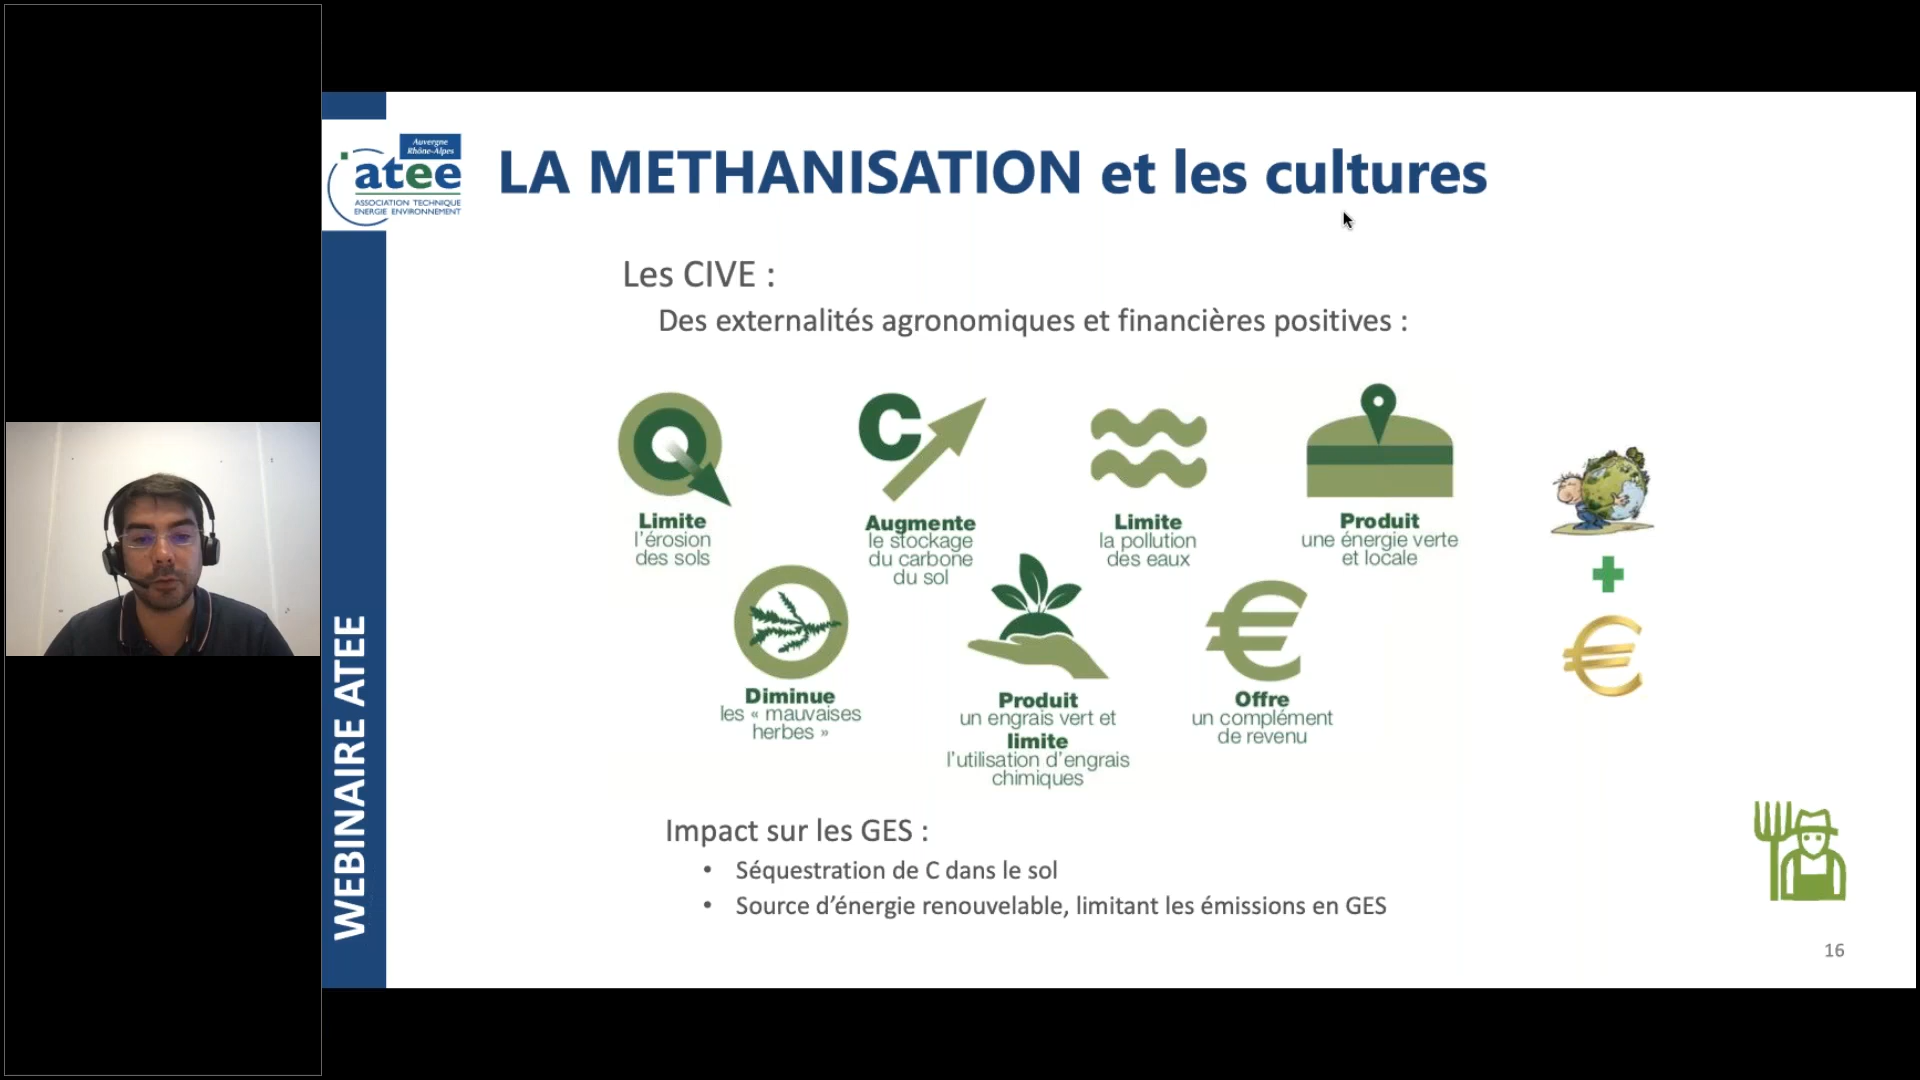 Auvergne
Rhône-Alpes
atee
ASSOCIATION TECHNIQUE
ENERGIE ENVIRONNEMENT
LA METHANISATION et les cultures
Les CIVE :
Des externalités agronomiques et financières positives :
C
Limite
l'érosion
des sols
Augmente
le stockage
du carbone
du sol
Limite
la pollution
des eaux
Produit
une énergie verte
et locale
+
€
Diminue
les « mauvaises
herbes »
Produit
un engrais vert et
limite
l'utilisation d'engrais
chimiques
€
Offre
un complément
de revenu
Impact sur les GES :
• Séquestration de C dans le sol
• Source d’énergie renouvelable, limitant les émissions en GES
WEBINAIRE ATEE
16